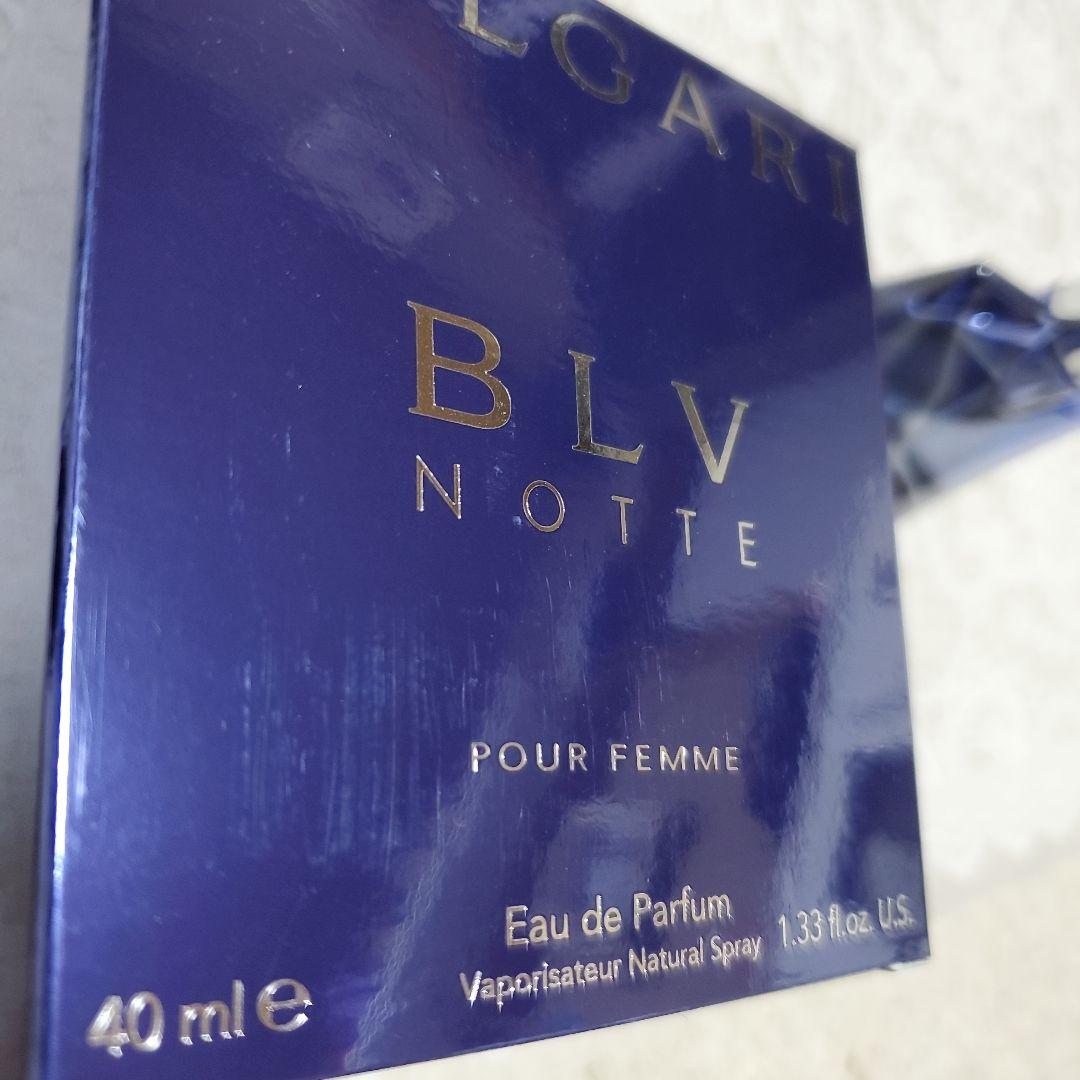 LGARI
BLV
NOTTE
POUR FEMME
Eau de Parfum
Vaporisateur Natural Spray 1.33 fl.oz. U.S.
40 ml e